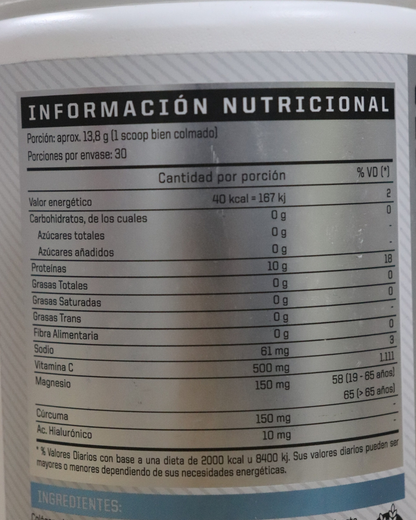 INFORMACIÓN NUTRICIONAL
Porción: aprox. 13,8 g (1 scoop bien colmado)
Porciones por envase: 30
Cantidad por porción % VD (*)
Valor energético 40 kcal = 167 kj 2
Carbohidratos, de los cuales 0 g 0
Azúcares totales 0 g -
Azúcares añadidos 0 g -
Proteínas 10 g 18
Grasas Totales 0 g 0
Grasas Saturadas 0 g 0
Grasas Trans 0 g -
Fibra Alimentaria 0 g 0
Sodio 61 mg 3
Vitamina C 500 mg 1.111
Magnesio 150 mg 58 (19 - 65 años)
65 (> 65 años)
Cúrcuma 150 mg -
Ac. Hialurónico 10 mg -
* % Valores Diarios con base a una dieta de 2000 kcal u 8400 kj. Sus valores diarios pueden ser
mayores o menores dependiendo de sus necesidades energéticas.
INGREDIENTES: